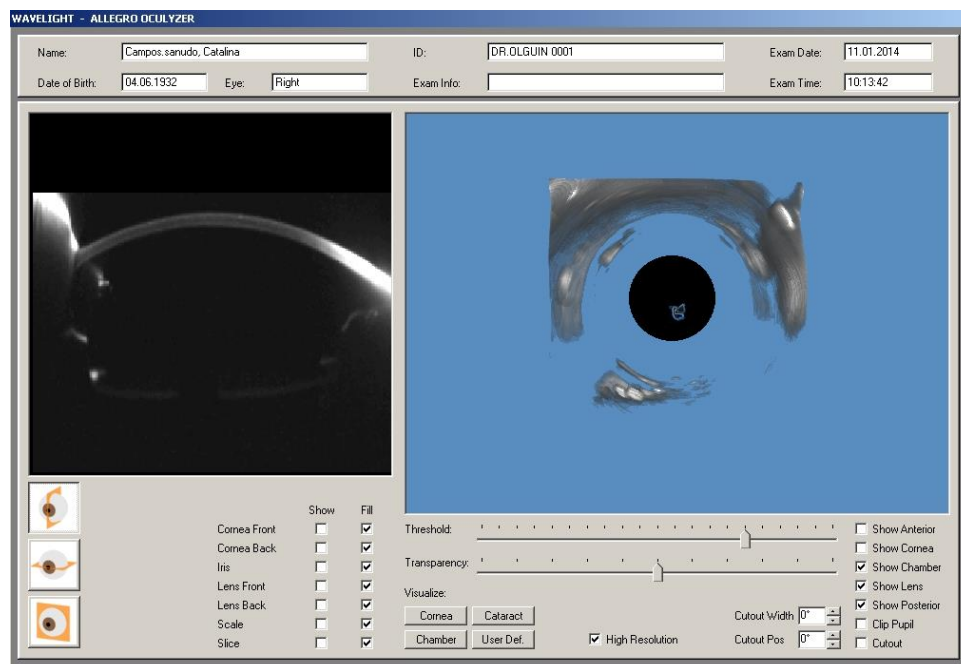 WAVELIGHT - ALLEGRO OCULYZER
Name: Campos.sanudo, Catalina ID: DR.OLGUIN 0001 Exam Date: 11.01.2014
Date of Birth: 04.06.1932 Eye: Right Exam Info: Exam Time: 10:13:42
Show Fill
Cornea Front
Cornea Back
Iris
Lens Front
Lens Back
Scale
Slice
Threshold:
Transparency:
Visualize:
Cornea Cataract
Chamber User Def.
High Resolution
Cutout Width 0°
Cutout Pos 0°
Show Anterior
Show Cornea
Show Chamber
Show Lens
Show Posterior
Clip Pupil
Cutout